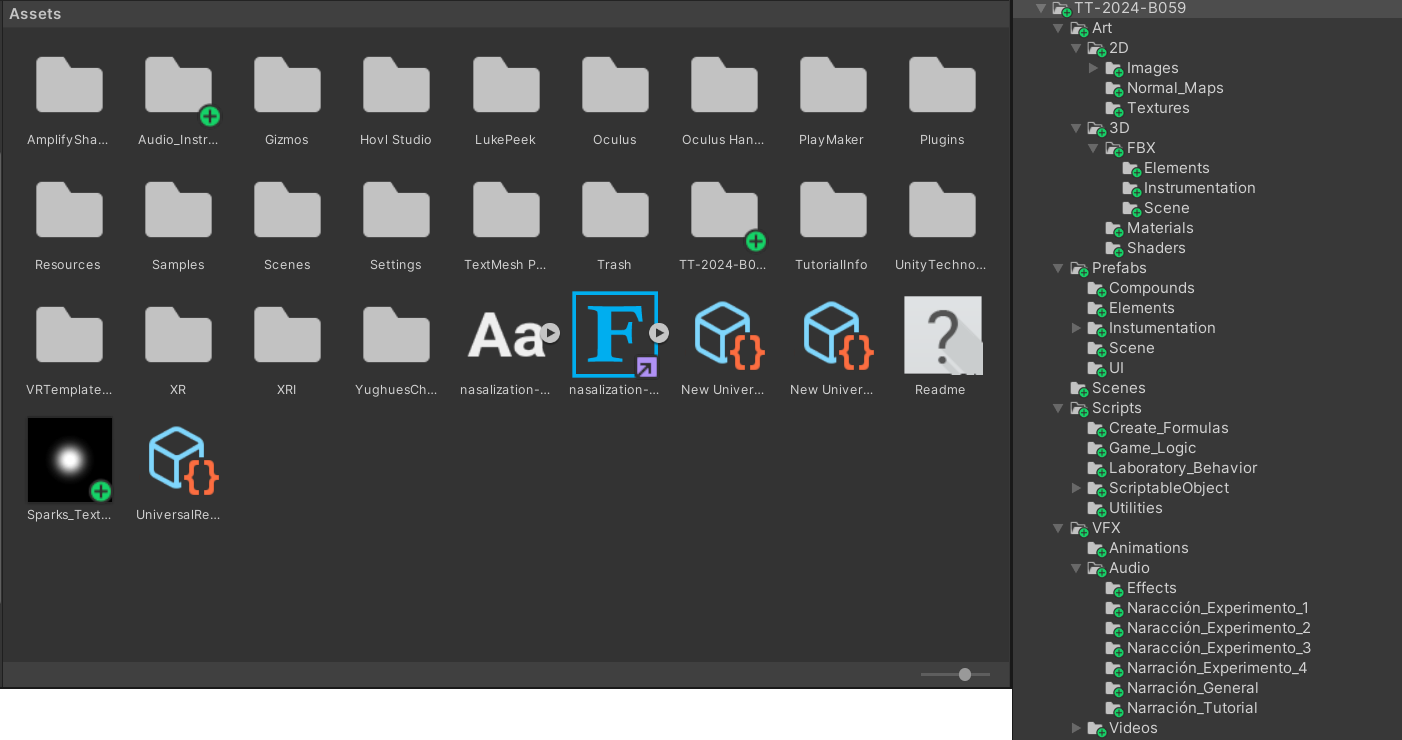 Assets
AmplifySha...
Audio_Instr...
Gizmos
Hovl Studio
LukePeek
Oculus
Oculus Han...
PlayMaker
Plugins
Resources
Samples
Scenes
Settings
TextMesh P...
Trash
TT-2024-B0...
TutorialInfo
UnityTechno...
VRTemplate...
XR
XRI
YughuesCh...
Aa
nasalization-...
F
nasalization-...
{}
New Univer...
{}
New Univer...
?
Readme
Sparks_Text...
{}
UniversalRe...
TT-2024-B059
Art
2D
Images
Normal_Maps
Textures
3D
FBX
Elements
Instrumentation
Scene
Materials
Shaders
Prefabs
Compounds
Elements
Instumentation
Scene
UI
Scenes
Scripts
Create_Formulas
Game_Logic
Laboratory_Behavior
ScriptableObject
Utilities
VFX
Animations
Audio
Effects
Naracción_Experimento_1
Naracción_Experimento_2
Naracción_Experimento_3
Narración_Experimento_4
Narración_General
Narración_Tutorial
Videos